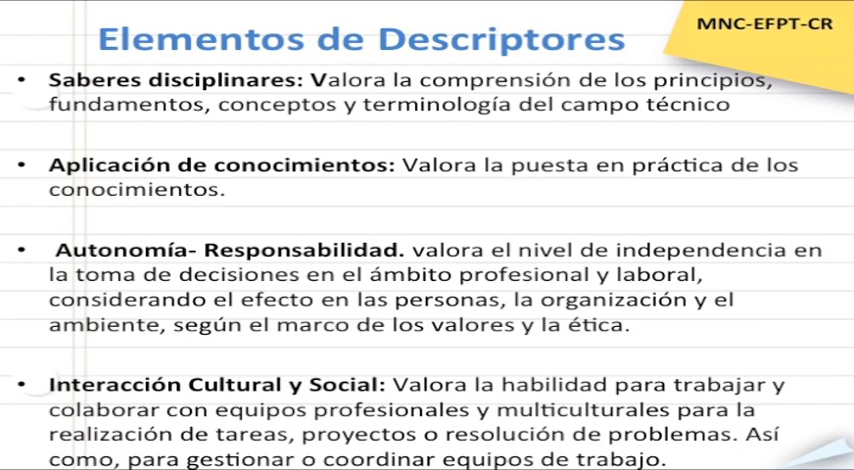 MNC-EFPT-CR
Elementos de Descriptores
• Saberes disciplinares: Valora la comprensión de los principios,
fundamentos, conceptos y terminología del campo técnico
• Aplicación de conocimientos: Valora la puesta en práctica de los
conocimientos.
• Autonomía- Responsabilidad. valora el nivel de independencia en
la toma de decisiones en el ámbito profesional y laboral,
considerando el efecto en las personas, la organización y el
ambiente, según el marco de los valores y la ética.
• Interacción Cultural y Social: Valora la habilidad para trabajar y
colaborar con equipos profesionales y multiculturales para la
realización de tareas, proyectos o resolución de problemas. Así
como, para gestionar o coordinar equipos de trabajo.